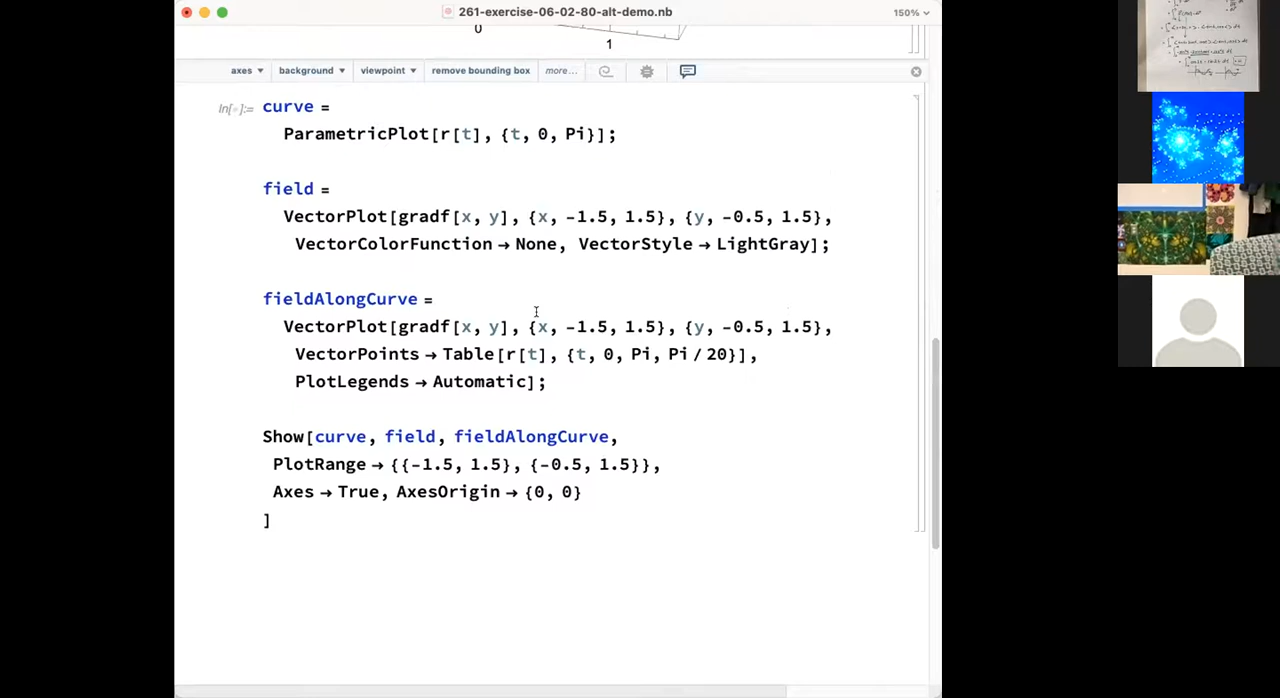 261-exercise-06-02-80-alt-demo.nb
150%
0
1
axes background viewpoint remove bounding box more...
In[ ]:= curve =
ParametricPlot[r[t], {t, 0, Pi}];
field =
VectorPlot[gradf[x, y], {x, -1.5, 1.5}, {y, -0.5, 1.5},
VectorColorFunction → None, VectorStyle → LightGray];
fieldAlongCurve =
VectorPlot[gradf[x, y], {x, -1.5, 1.5}, {y, -0.5, 1.5},
VectorPoints → Table[r[t], {t, 0, Pi, Pi / 20}],
PlotLegends → Automatic];
Show[curve, field, fieldAlongCurve,
PlotRange → {{-1.5, 1.5}, {-0.5, 1.5}},
Axes → True, AxesOrigin → {0, 0}
]